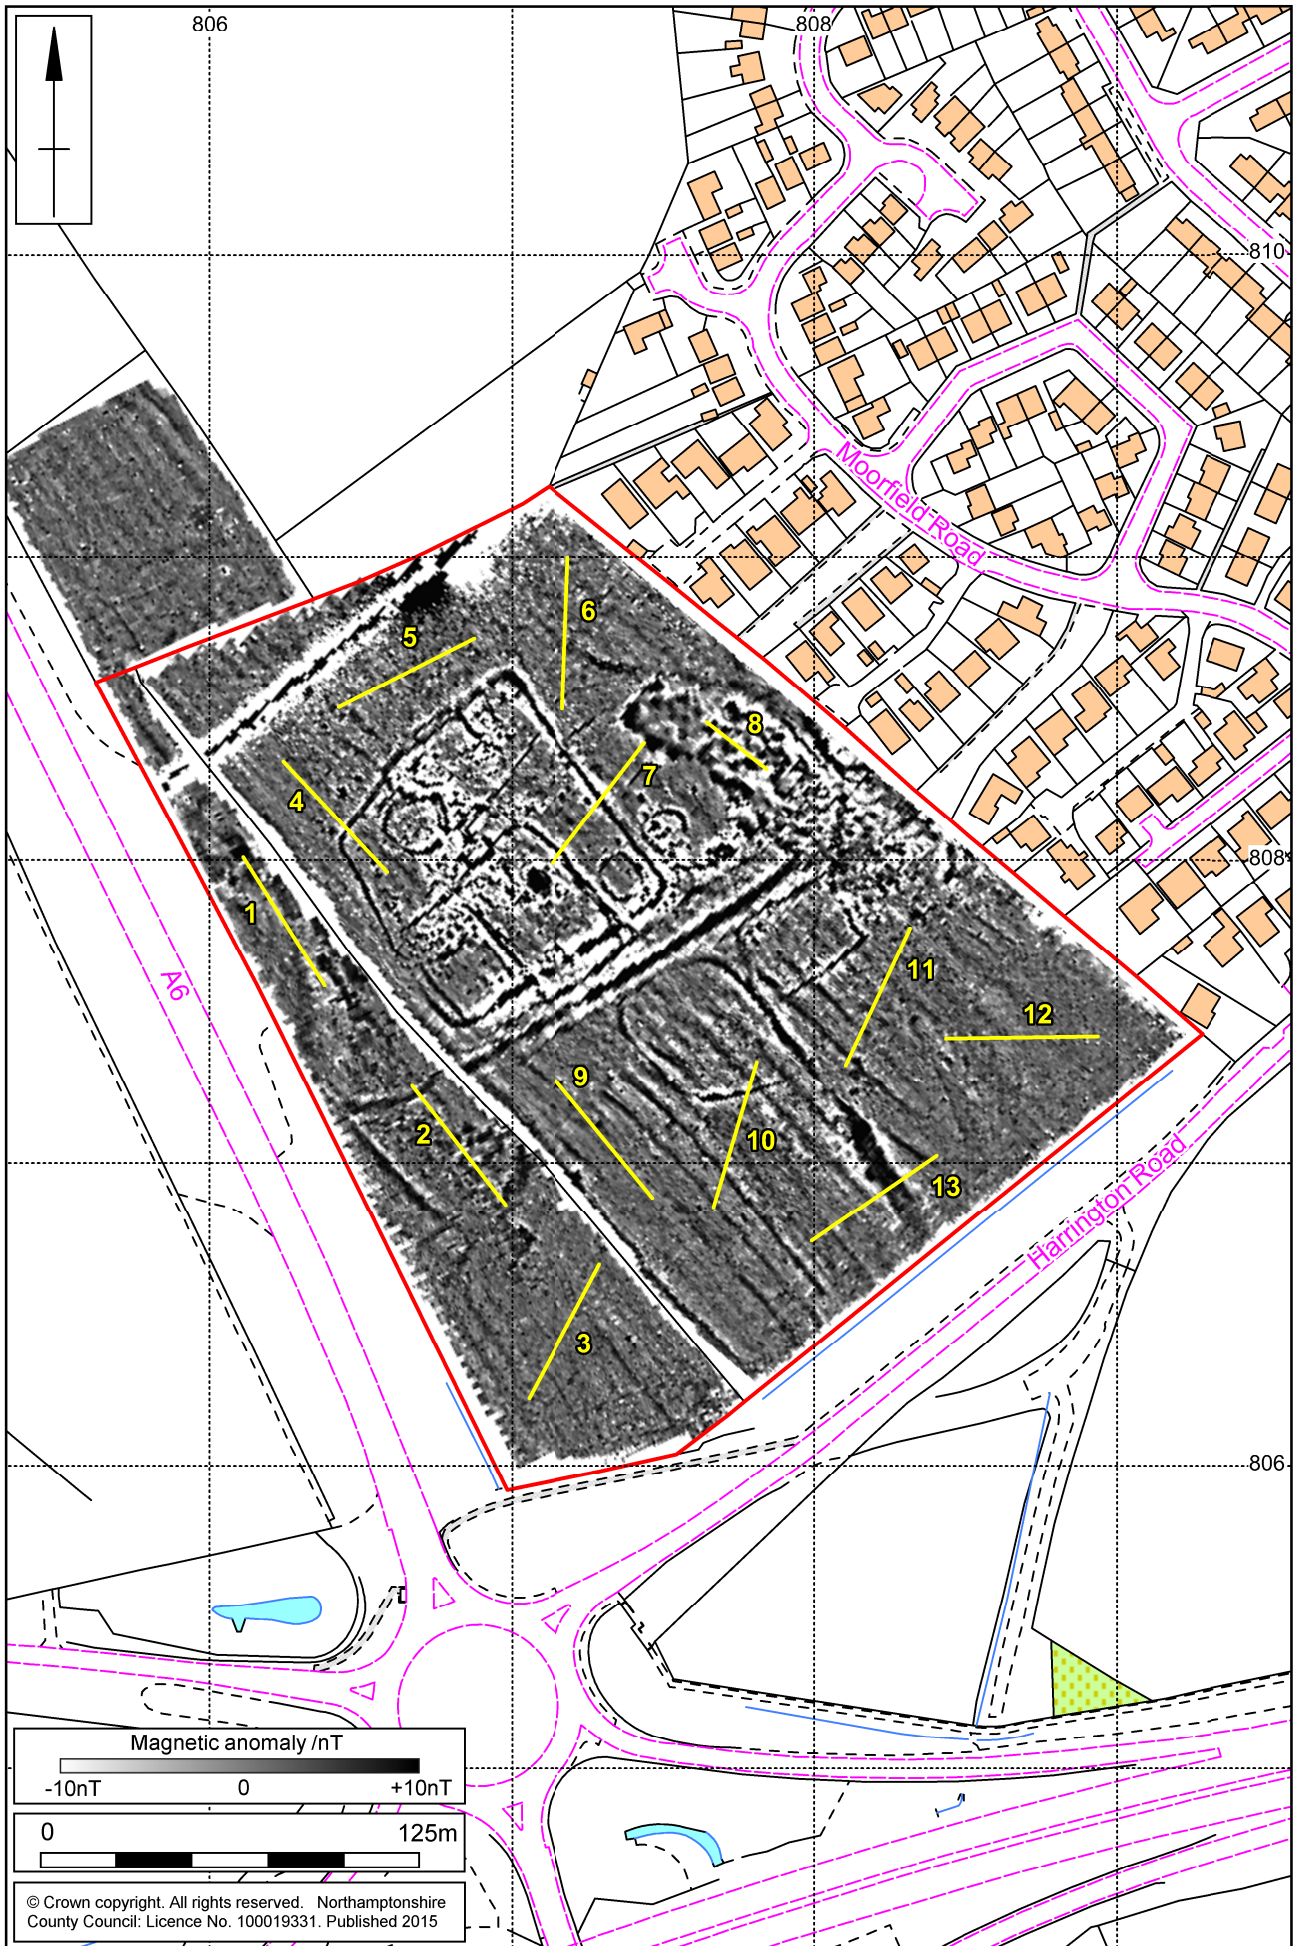 806
808
810
Moorfield Road
6
5
8
7
4
808
1
A6
11
12
9
2
10
13
Harrington Road
3
806
Magnetic anomaly /nT
-10nT 0 +10nT
0 125m
© Crown copyright. All rights reserved. Northamptonshire
County Council: Licence No. 100019331. Published 2015